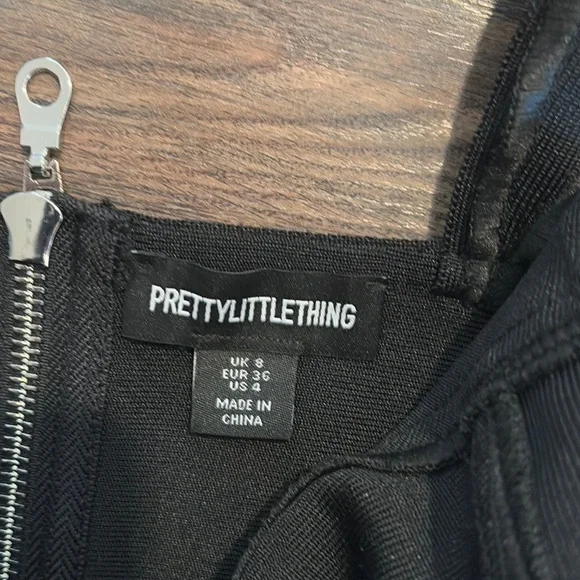 PRETTYLITTLETHING
UK 8
EUR 36
US 4
MADE IN
CHINA